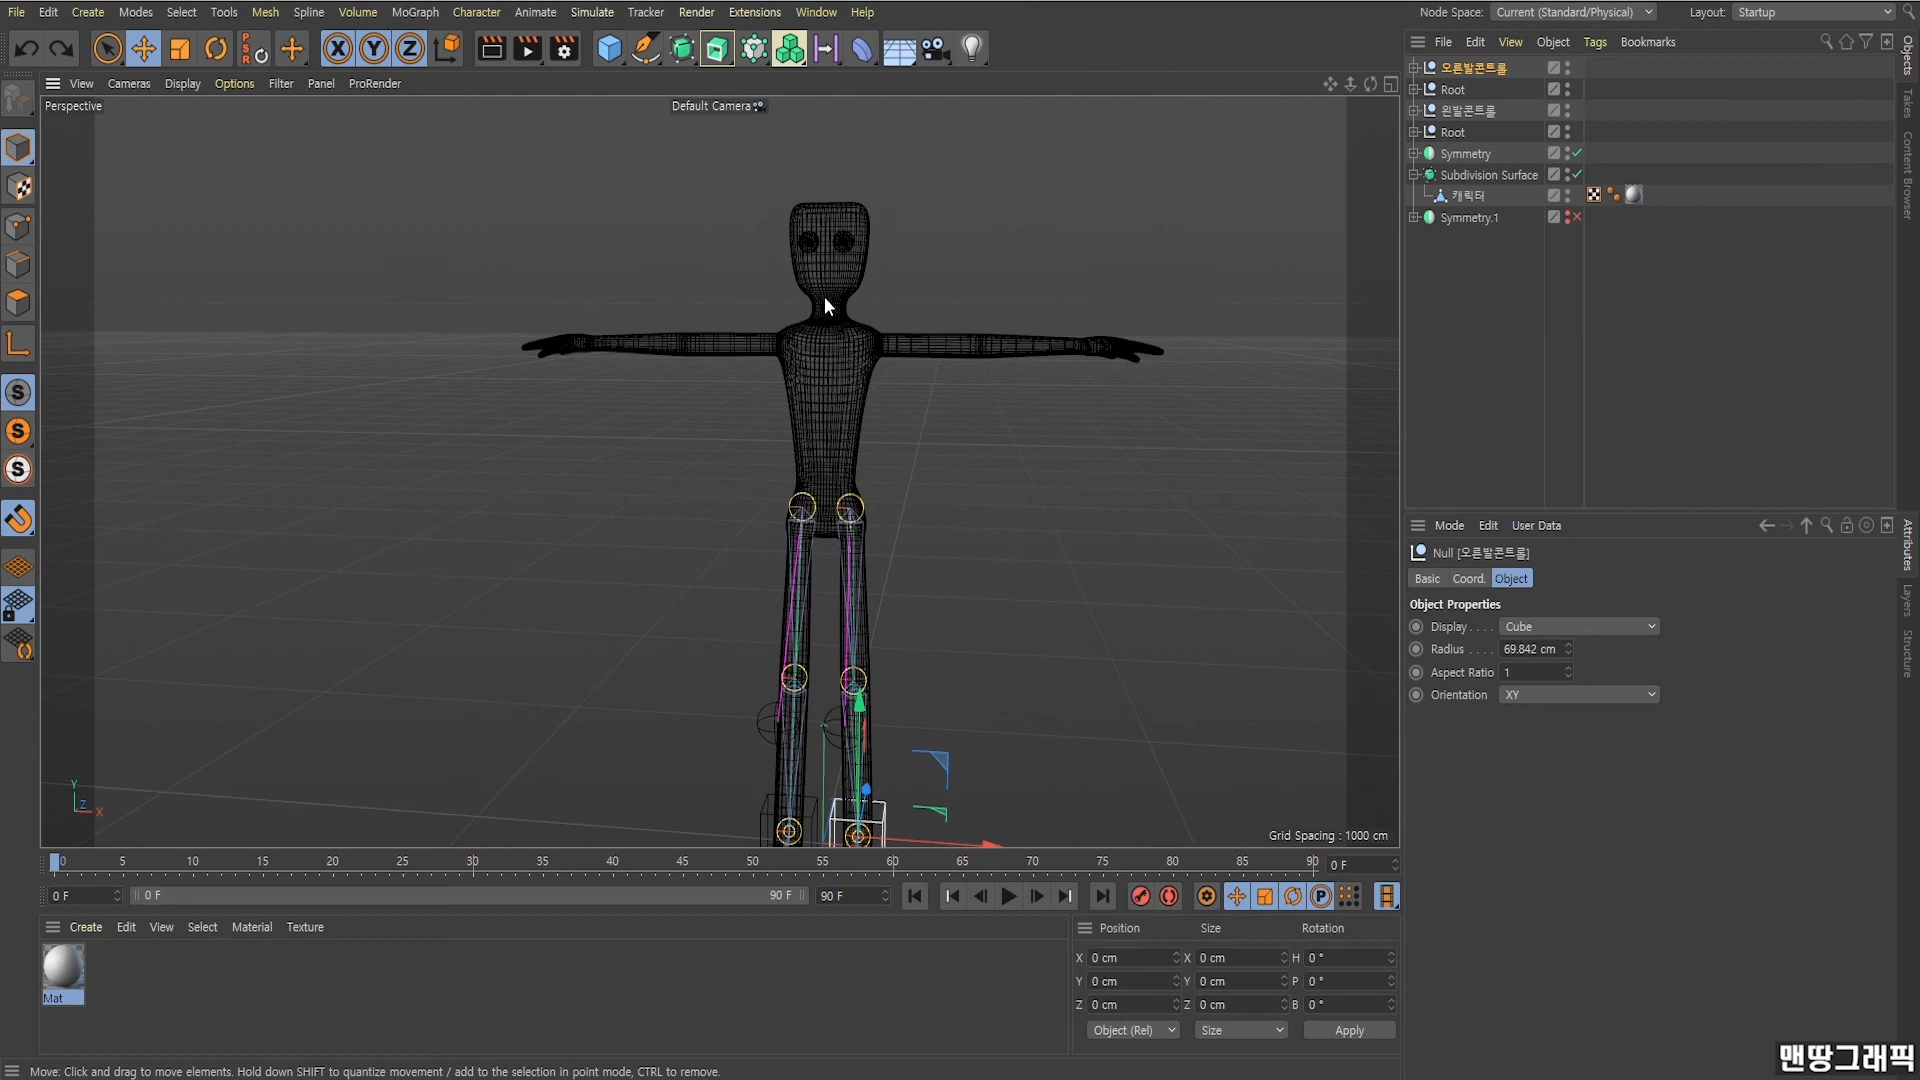 File Edit Create Modes Select Tools Mesh Spline Volume MoGraph Character Animate Simulate Tracker Render Extensions Window Help
Node Space: Current (Standard/Physical) Layout: Startup
View Cameras Display Options Filter Panel ProRender
Perspective
Default Camera
Grid Spacing : 1000 cm
File Edit View Object Tags Bookmarks
오른발콘트롤
Root
왼발콘트롤
Root
Symmetry
Subdivision Surface
캐릭터
Symmetry.1
Objects
Takes
Content Browser
Mode Edit User Data
Null [오른발콘트롤]
Basic Coord. Object
Object Properties
Display . . . . Cube
Radius . . . . 69.842 cm
Aspect Ratio 1
Orientation XY
Attributes
Layers
Structure
0 5 10 15 20 25 30 35 40 45 50 55 60 65 70 75 80 85 90 0 F
0 F 0 F 90 F 90 F
Create Edit View Select Material Texture
Mat
Position Size Rotation
X 0 cm X 0 cm H 0 °
Y 0 cm Y 0 cm P 0 °
Z 0 cm Z 0 cm B 0 °
Object (Rel) Size Apply
Move: Click and drag to move elements. Hold down SHIFT to quantize movement / add to the selection in point mode, CTRL to remove.
맨땅그래픽